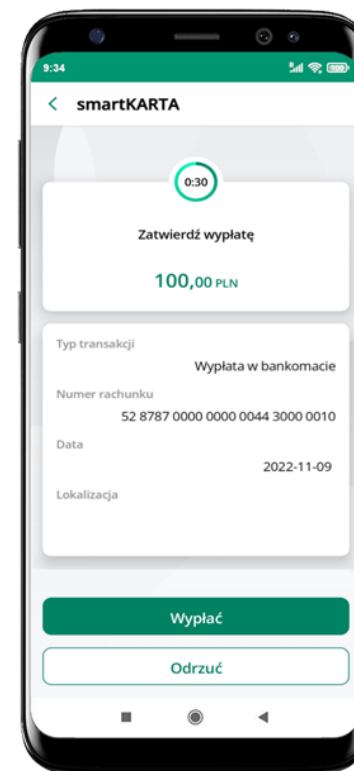 9:34
smartKARTA
0:30
Zatwierdź wypłatę
100,00 PLN
Typ transakcji
Wypłata w bankomacie
Numer rachunku
52 8787 0000 0000 0044 3000 0010
Data
2022-11-09
Lokalizacja
Wypłać
Odrzuć